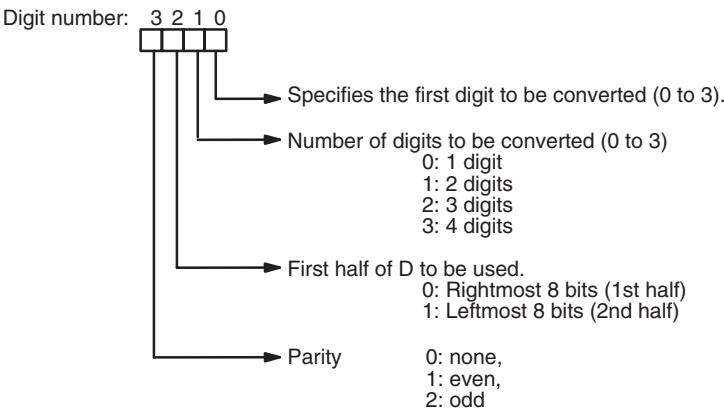 Digit number: 3 2 1 0
Specifies the first digit to be converted (0 to 3).
Number of digits to be converted (0 to 3)
0: 1 digit
1: 2 digits
2: 3 digits
3: 4 digits
First half of D to be used.
0: Rightmost 8 bits (1st half)
1: Leftmost 8 bits (2nd half)
Parity 0: none,
1: even,
2: odd